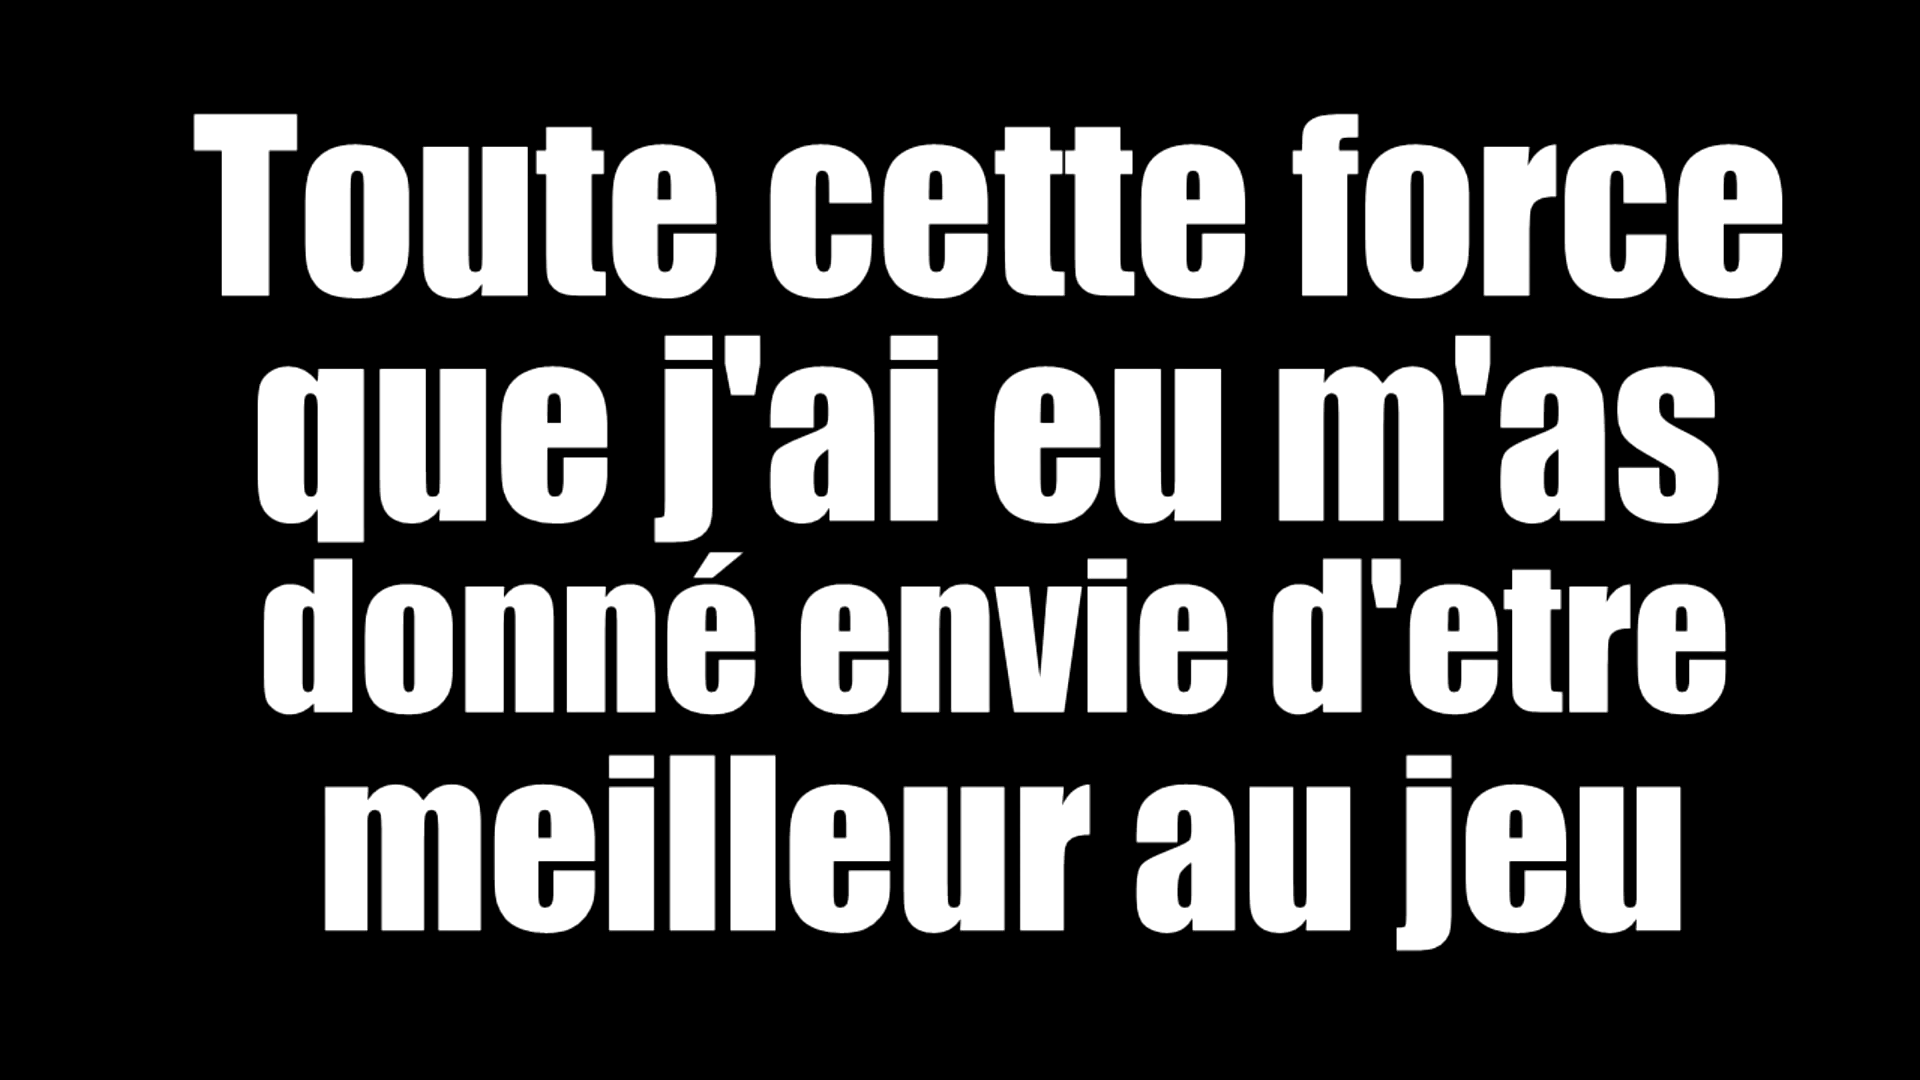 Toute cette force
que j'ai eu m'as
donné envie d'etre
meilleur au jeu